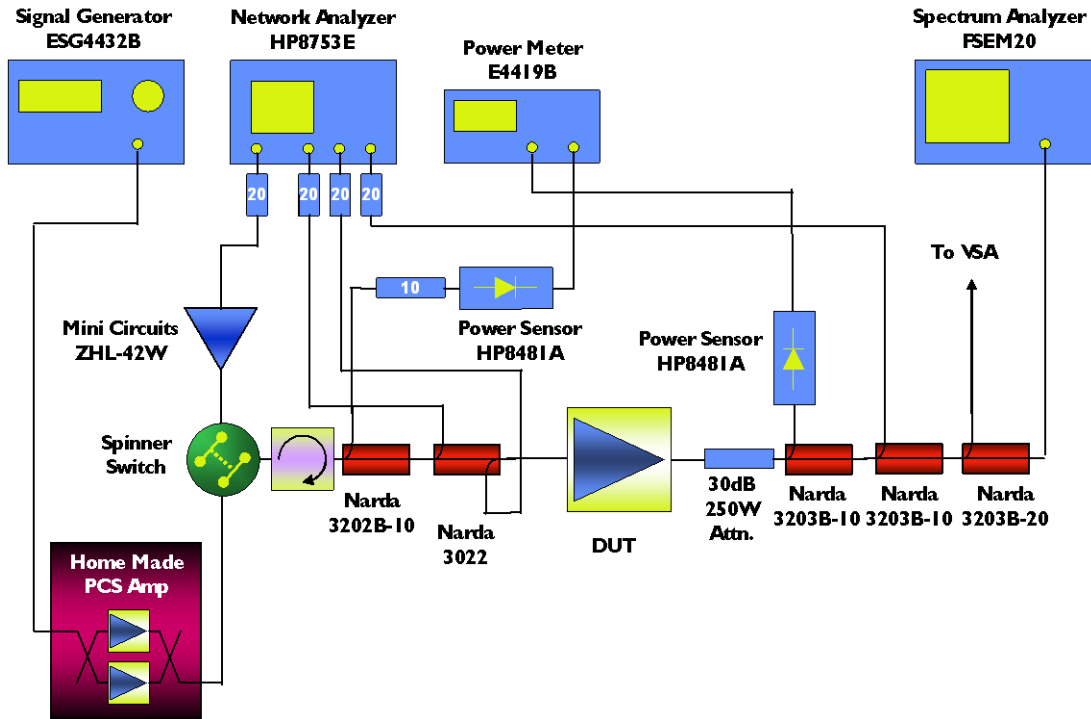 Signal Generator
ESG4432B
Network Analyzer
HP8753E
Power Meter
E4419B
Spectrum Analyzer
FSEM20
20
20
20
20
To VSA
10
Power Sensor
HP8481A
Power Sensor
HP8481A
Mini Circuits
ZHL-42W
Spinner
Switch
Narda
3202B-10
Narda
3022
DUT
30dB
250W
Attn.
Narda
3203B-10
Narda
3203B-10
Narda
3203B-20
Home Made
PCS Amp